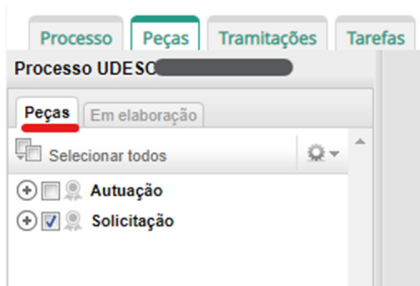 Processo Peças Tramitações Tarefas
Processo UDESC
Peças Em elaboração
Selecionar todos
Autuação
Solicitação